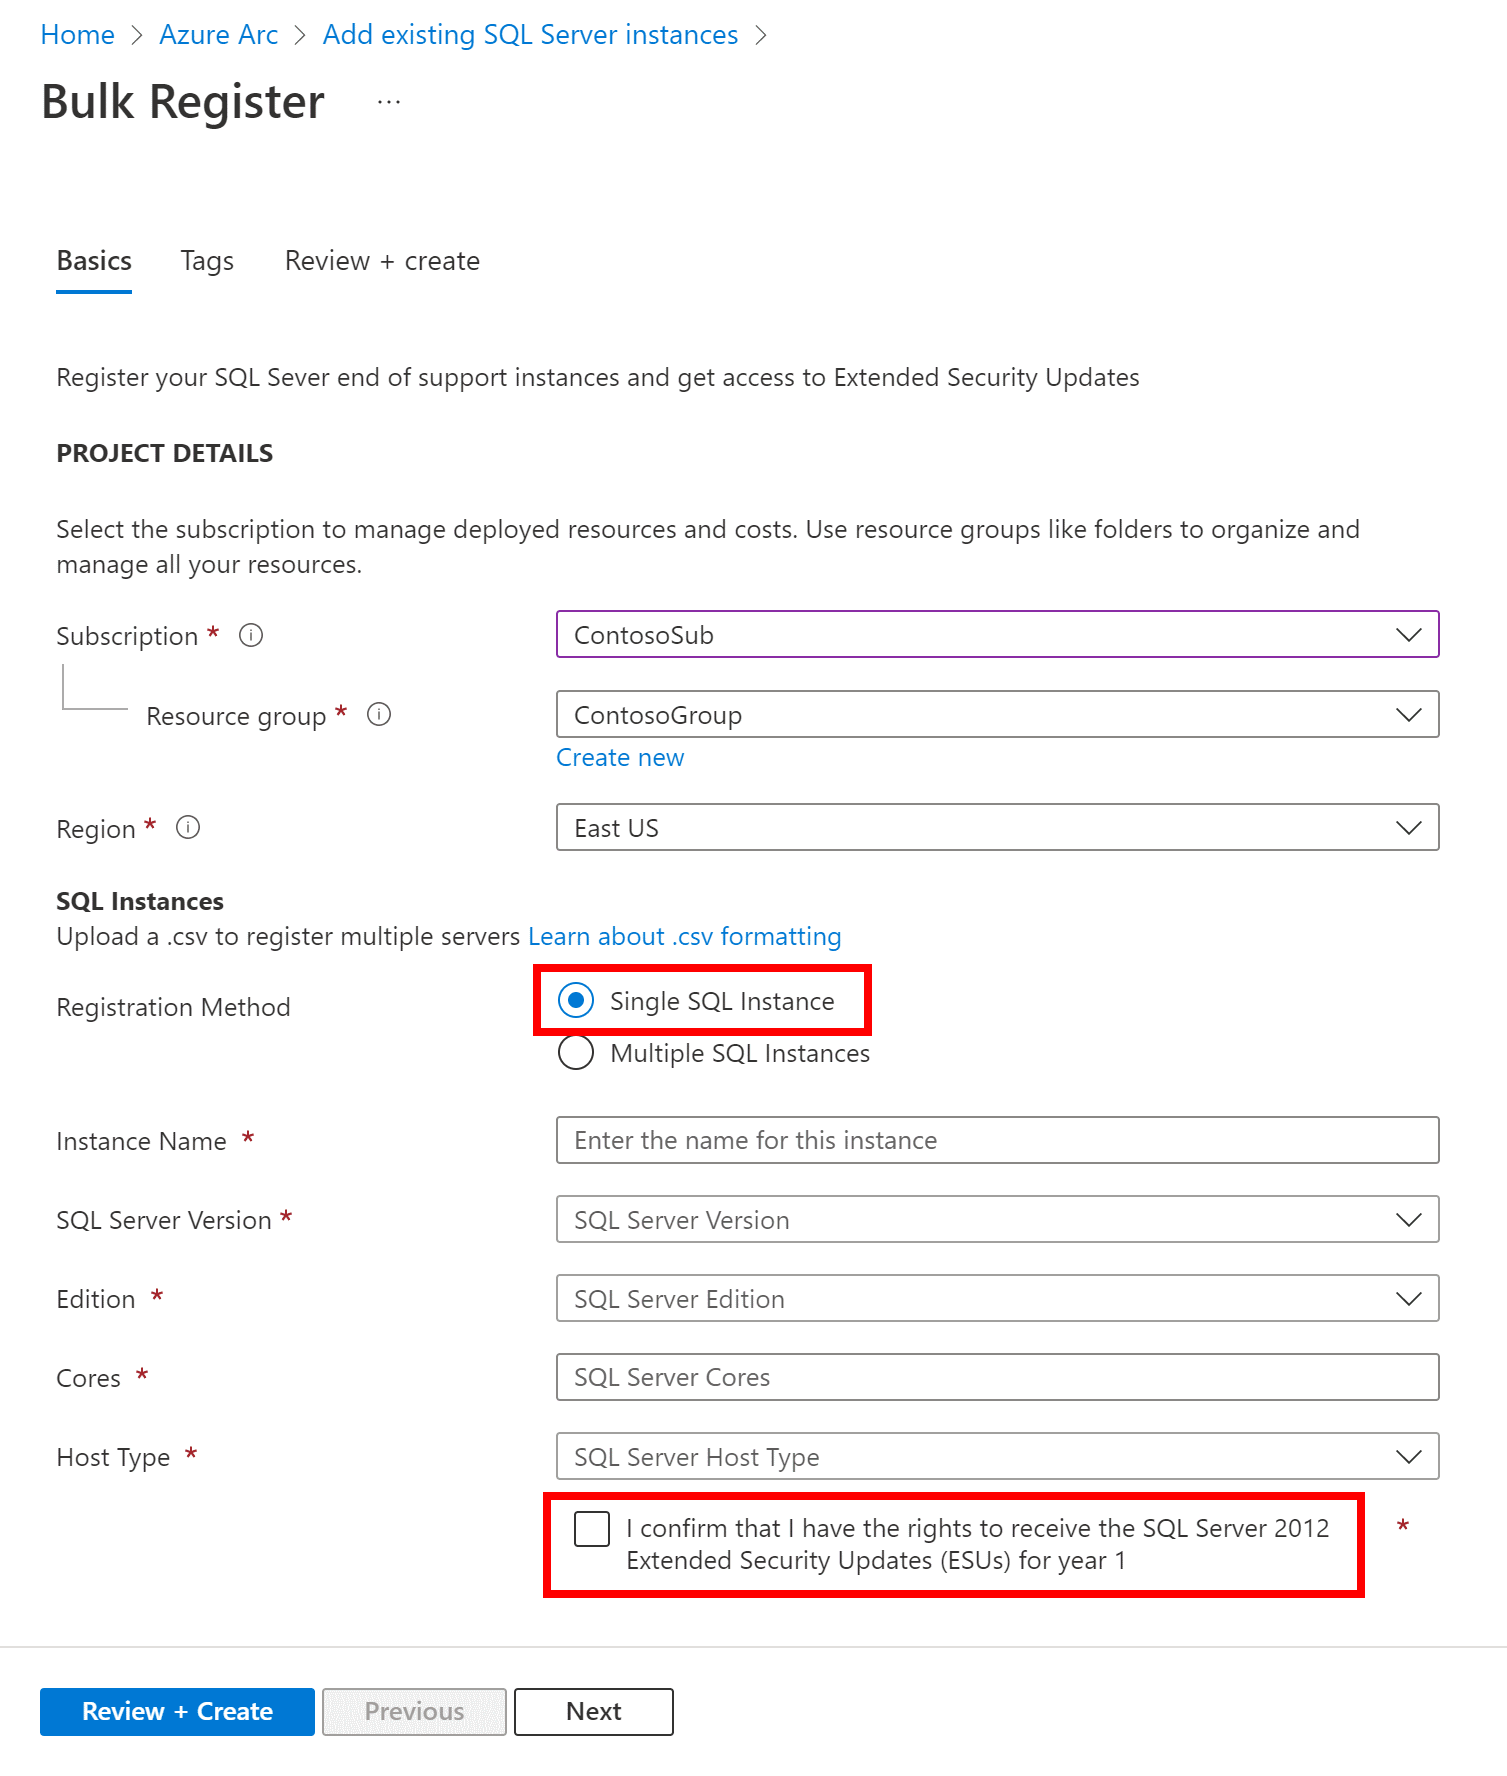 Home > Azure Arc > Add existing SQL Server instances >
Bulk Register ...
Basics Tags Review + create
Register your SQL Sever end of support instances and get access to Extended Security Updates
PROJECT DETAILS
Select the subscription to manage deployed resources and costs. Use resource groups like folders to organize and
manage all your resources.
Subscription * ContosoSub
Resource group * ContosoGroup
Create new
Region * East US
SQL Instances
Upload a .csv to register multiple servers Learn about .csv formatting
Registration Method Single SQL Instance
Multiple SQL Instances
Instance Name * Enter the name for this instance
SQL Server Version * SQL Server Version
Edition * SQL Server Edition
Cores * SQL Server Cores
Host Type * SQL Server Host Type
I confirm that I have the rights to receive the SQL Server 2012 *
Extended Security Updates (ESUs) for year 1
Review + Create Previous Next